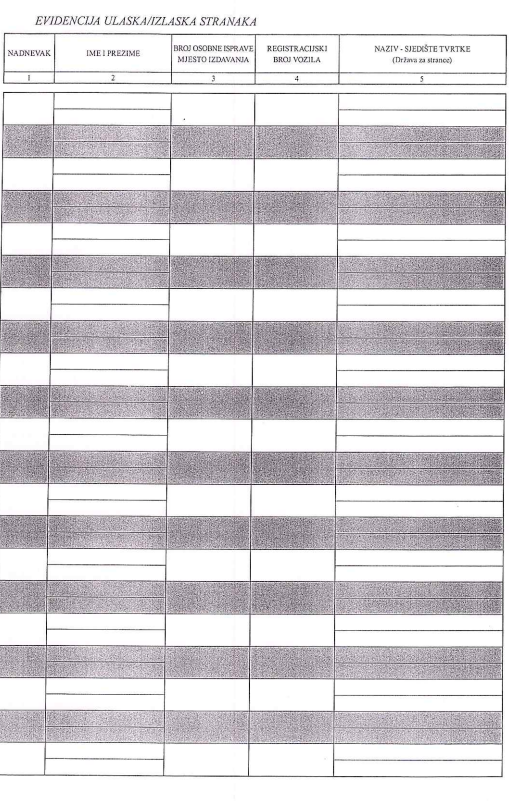 EVIDENCIJA ULASKA/IZLASKA STRANAKA
NADNEVAK
IME I PREZIME
BROJ OSOBNE ISPRAVE
MJESTO IZDAVANJA
REGISTRACIJSKI
BROJ VOZILA
NAZIV - SJEDIŠTE TVRTKE
(Država za strance)
1 2 3 4 5